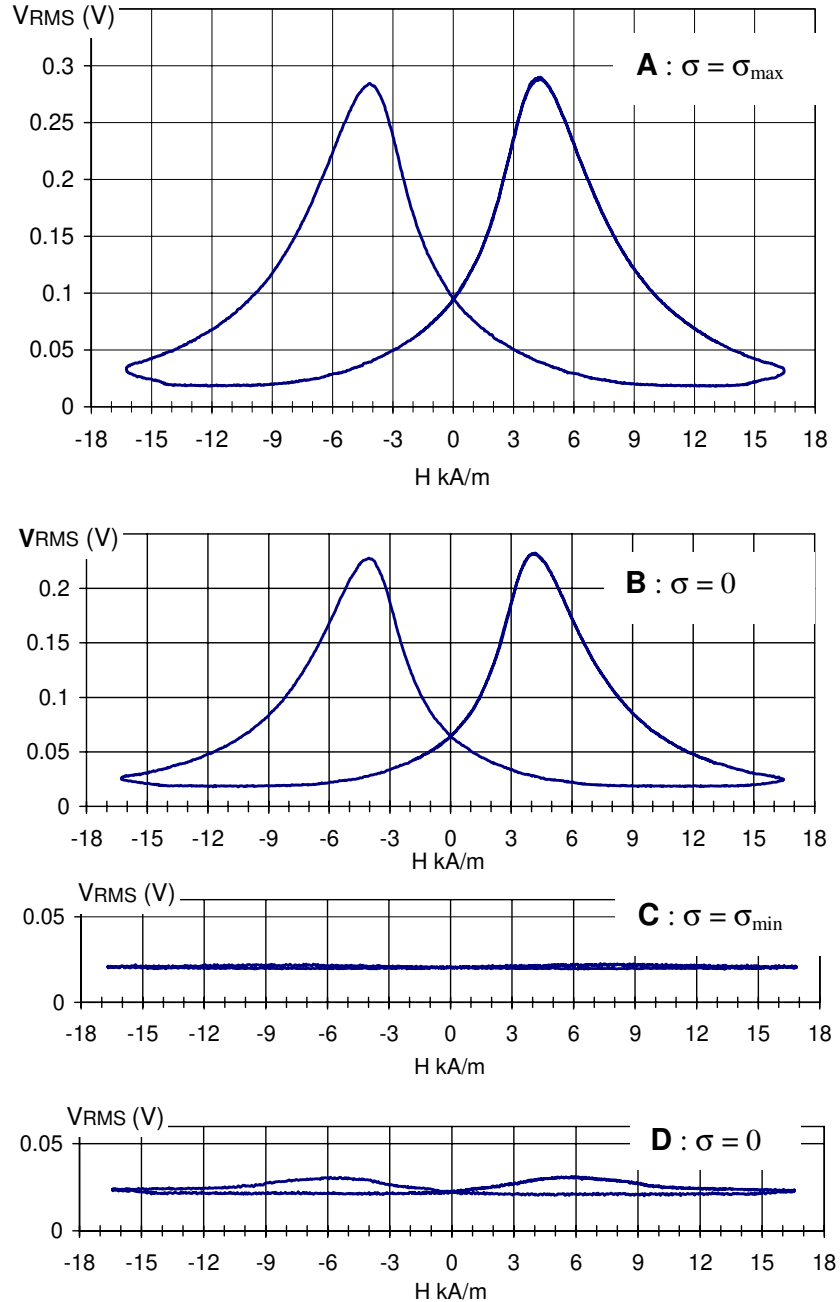 VRMS (V)
A : σ = σmax
0.3
0.25
0.2
0.15
0.1
0.05
0
-18 -15 -12 -9 -6 -3 0 3 6 9 12 15 18
H kA/m
VRMS (V)
B : σ = 0
0.2
0.15
0.1
0.05
0
-18 -15 -12 -9 -6 -3 0 3 6 9 12 15 18
H kA/m
VRMS (V)
C : σ = σmin
0.05
0
-18 -15 -12 -9 -6 -3 0 3 6 9 12 15 18
H kA/m
VRMS (V)
D : σ = 0
0.05
0
-18 -15 -12 -9 -6 -3 0 3 6 9 12 15 18
H kA/m